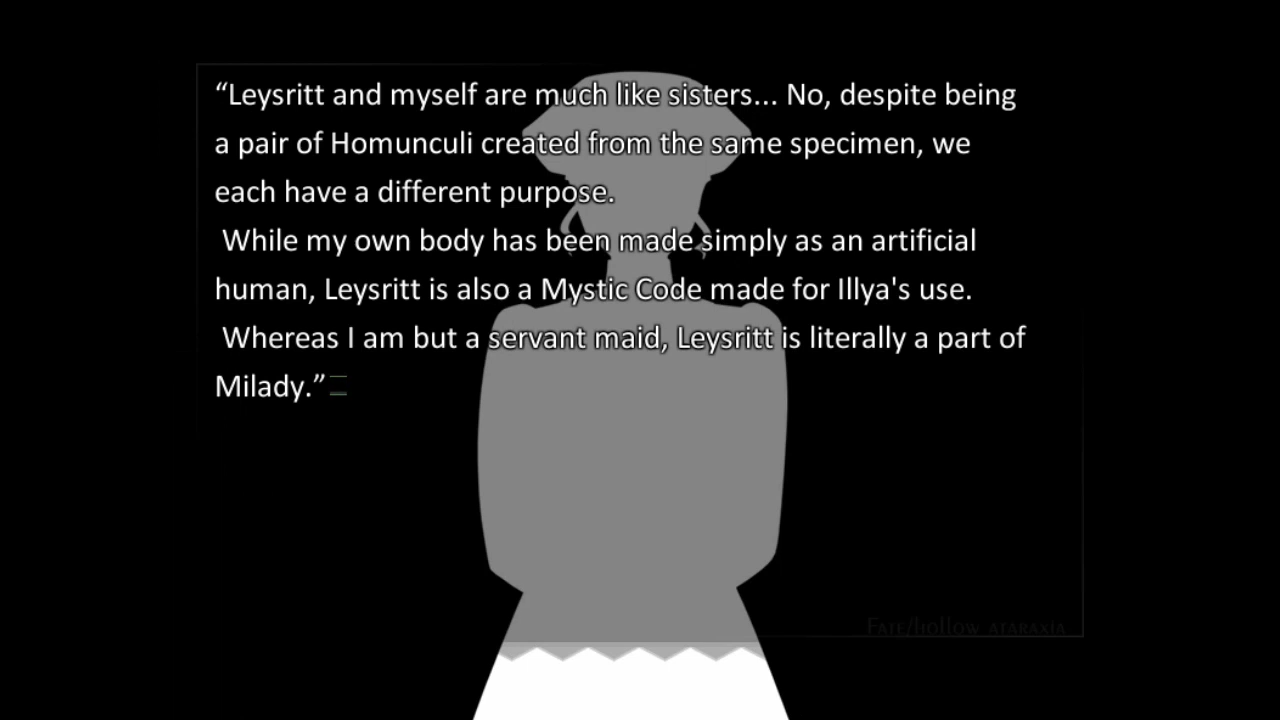 “Leysritt and myself are much like sisters... No, despite being
a pair of Homunculi created from the same specimen, we
each have a different purpose.
While my own body has been made simply as an artificial
human, Leysritt is also a Mystic Code made for Illya's use.
Whereas I am but a servant maid, Leysritt is literally a part of
Milady.”
Fate/hollow ataraxia